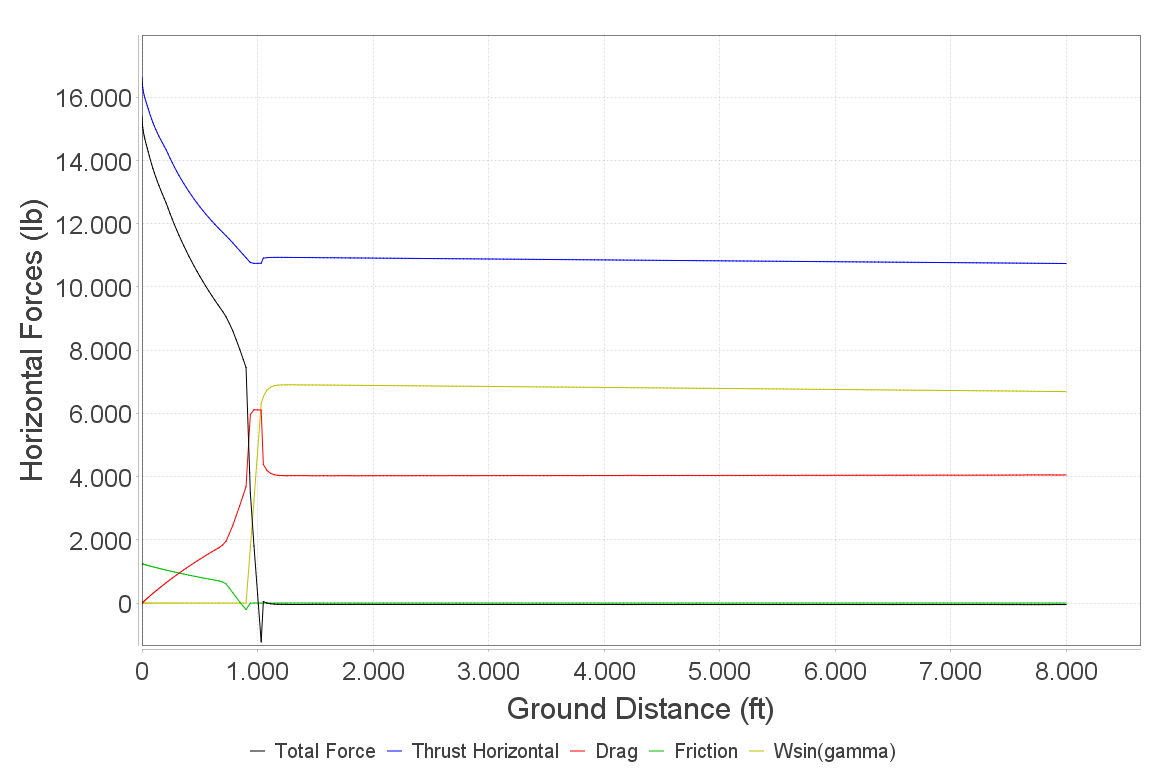 Horizontal Forces (lb)
16.000
14.000
12.000
10.000
8.000
6.000
4.000
2.000
0
0 1.000 2.000 3.000 4.000 5.000 6.000 7.000 8.000
Ground Distance (ft)
Total Force Thrust Horizontal Drag Friction Wsin(gamma)